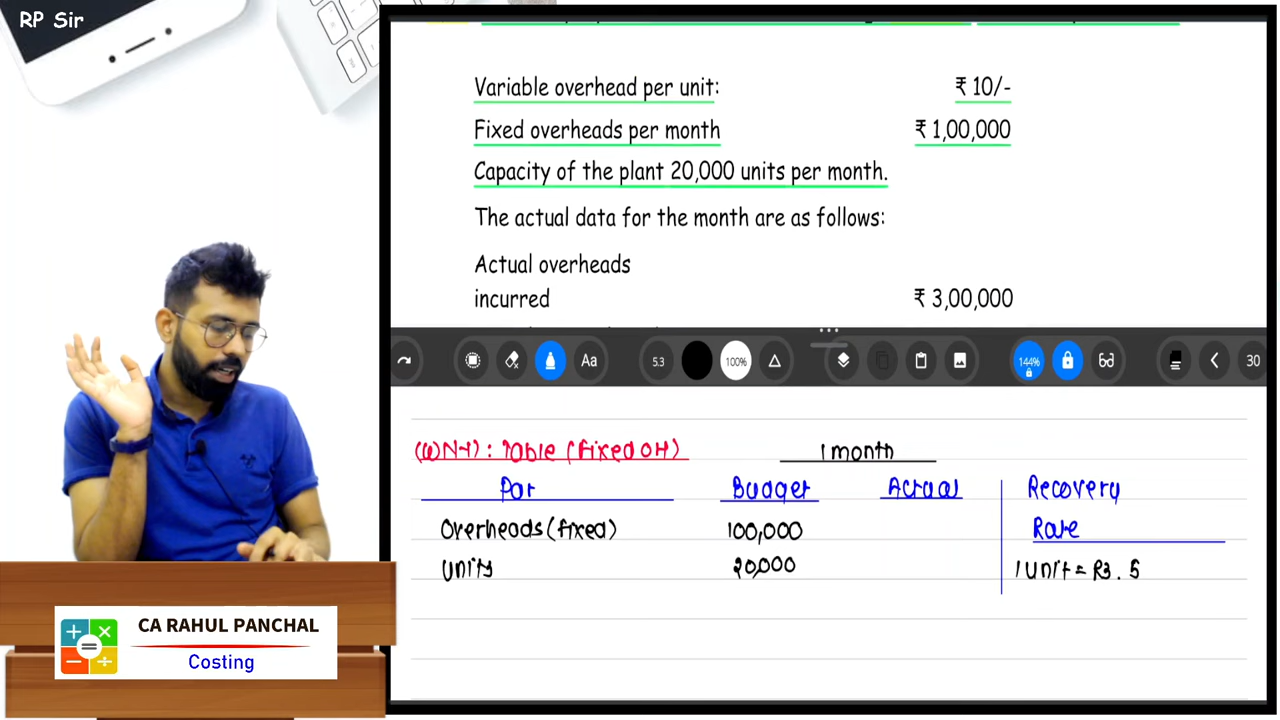 RP Sir
Variable overhead per unit: ₹ 10/-
Fixed overheads per month ₹ 1,00,000
Capacity of the plant 20,000 units per month.
The actual data for the month are as follows:
Actual overheads
incurred ₹ 3,00,000
Aa 5.3 100% 144% 30
(W)N-1): Table (fixed OH) 1 month
Par Budget Actual Recovery
Overheads (fixed) 100,000 Rate
Units 20,000 1 Unit = Rs. 5
CA RAHUL PANCHAL
Costing